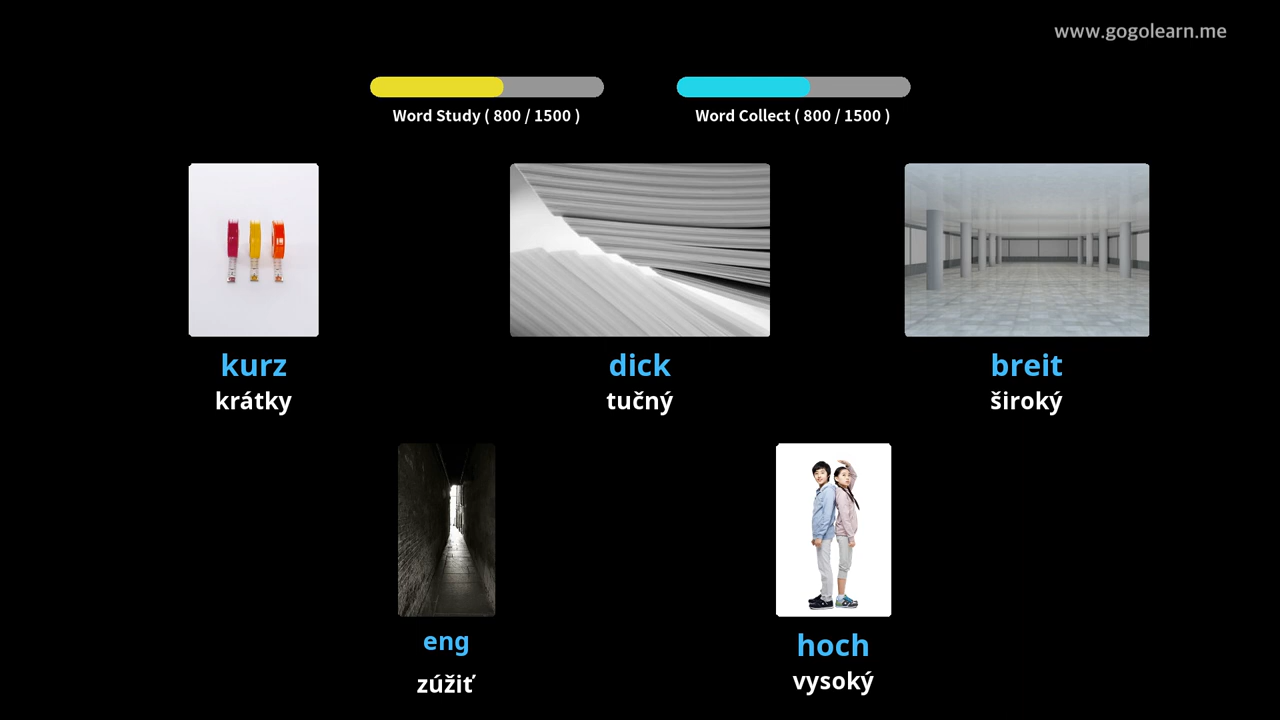 www.gogolearn.me
Word Study ( 800 / 1500 )
Word Collect ( 800 / 1500 )
kurz
krátky
dick
tučný
breit
široký
eng
zúžiť
hoch
vysoký